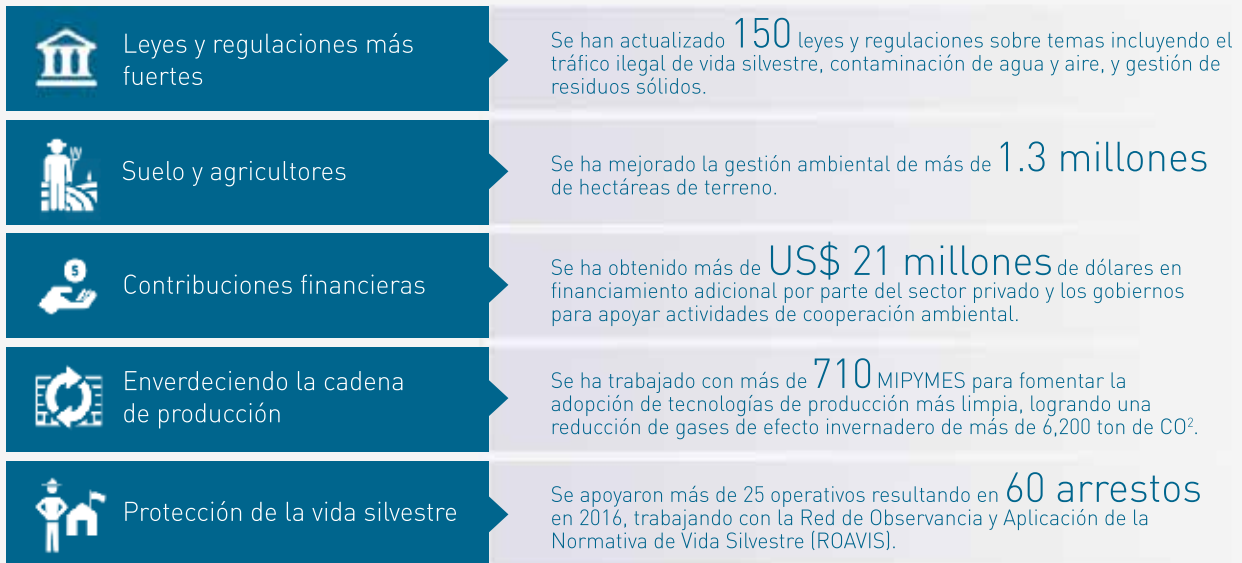 Leyes y regulaciones más
fuertes
Se han actualizado 150 leyes y regulaciones sobre temas incluyendo el
tráfico ilegal de vida silvestre, contaminación de agua y aire, y gestión de
residuos sólidos.
Suelo y agricultores
Se ha mejorado la gestión ambiental de más de 1.3 millones
de hectáreas de terreno.
$
Contribuciones financieras
Se ha obtenido más de US$ 21 millones de dólares en
financiamiento adicional por parte del sector privado y los gobiernos
para apoyar actividades de cooperación ambiental.
Enverdeciendo la cadena
de producción
Se ha trabajado con más de 710 MIPYMES para fomentar la
adopción de tecnologías de producción más limpia, logrando una
reducción de gases de efecto invernadero de más de 6,200 ton de CO².
Protección de la vida silvestre
Se apoyaron más de 25 operativos resultando en 60 arrestos
en 2016, trabajando con la Red de Observancia y Aplicación de la
Normativa de Vida Silvestre (ROAVIS).